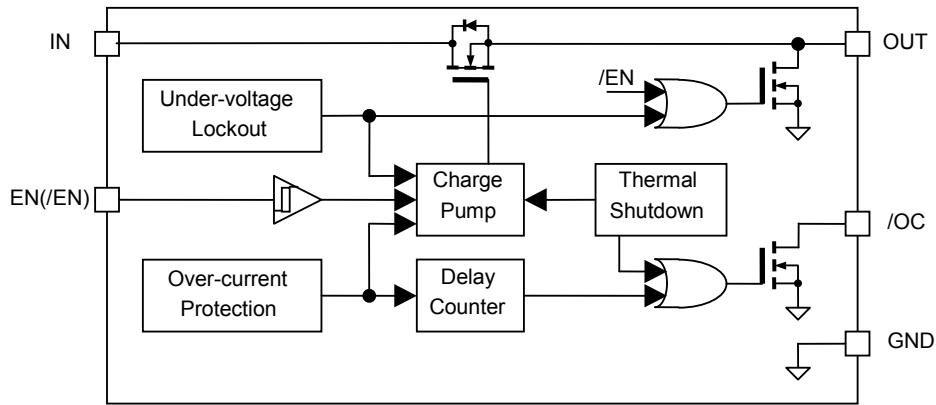 IN
OUT
/EN
Under-voltage
Lockout
EN(/EN)
Charge
Pump
Thermal
Shutdown
/OC
Over-current
Protection
Delay
Counter
GND